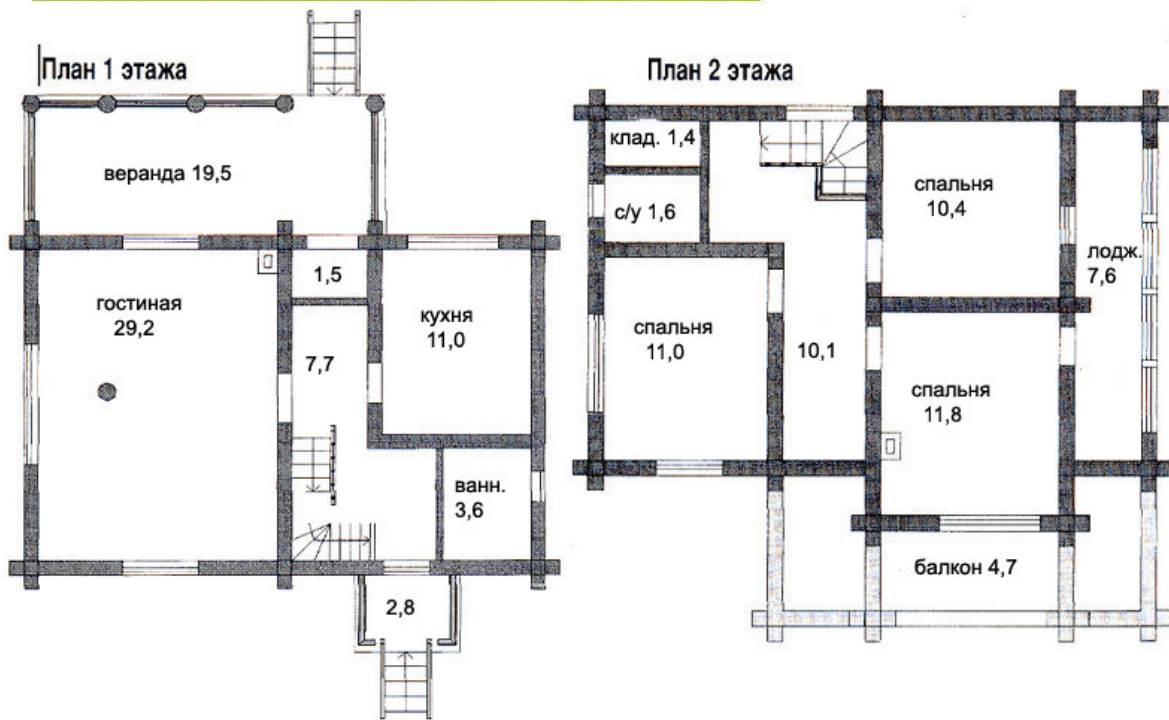 План 1 этажа
веранда 19,5
1,5
гостиная
29,2
кухня
11,0
7,7
ванн.
3,6
2,8
План 2 этажа
клад. 1,4
с/у 1,6
спальня
10,4
лодж.
7,6
спальня
11,0
10,1
спальня
11,8
балкон 4,7